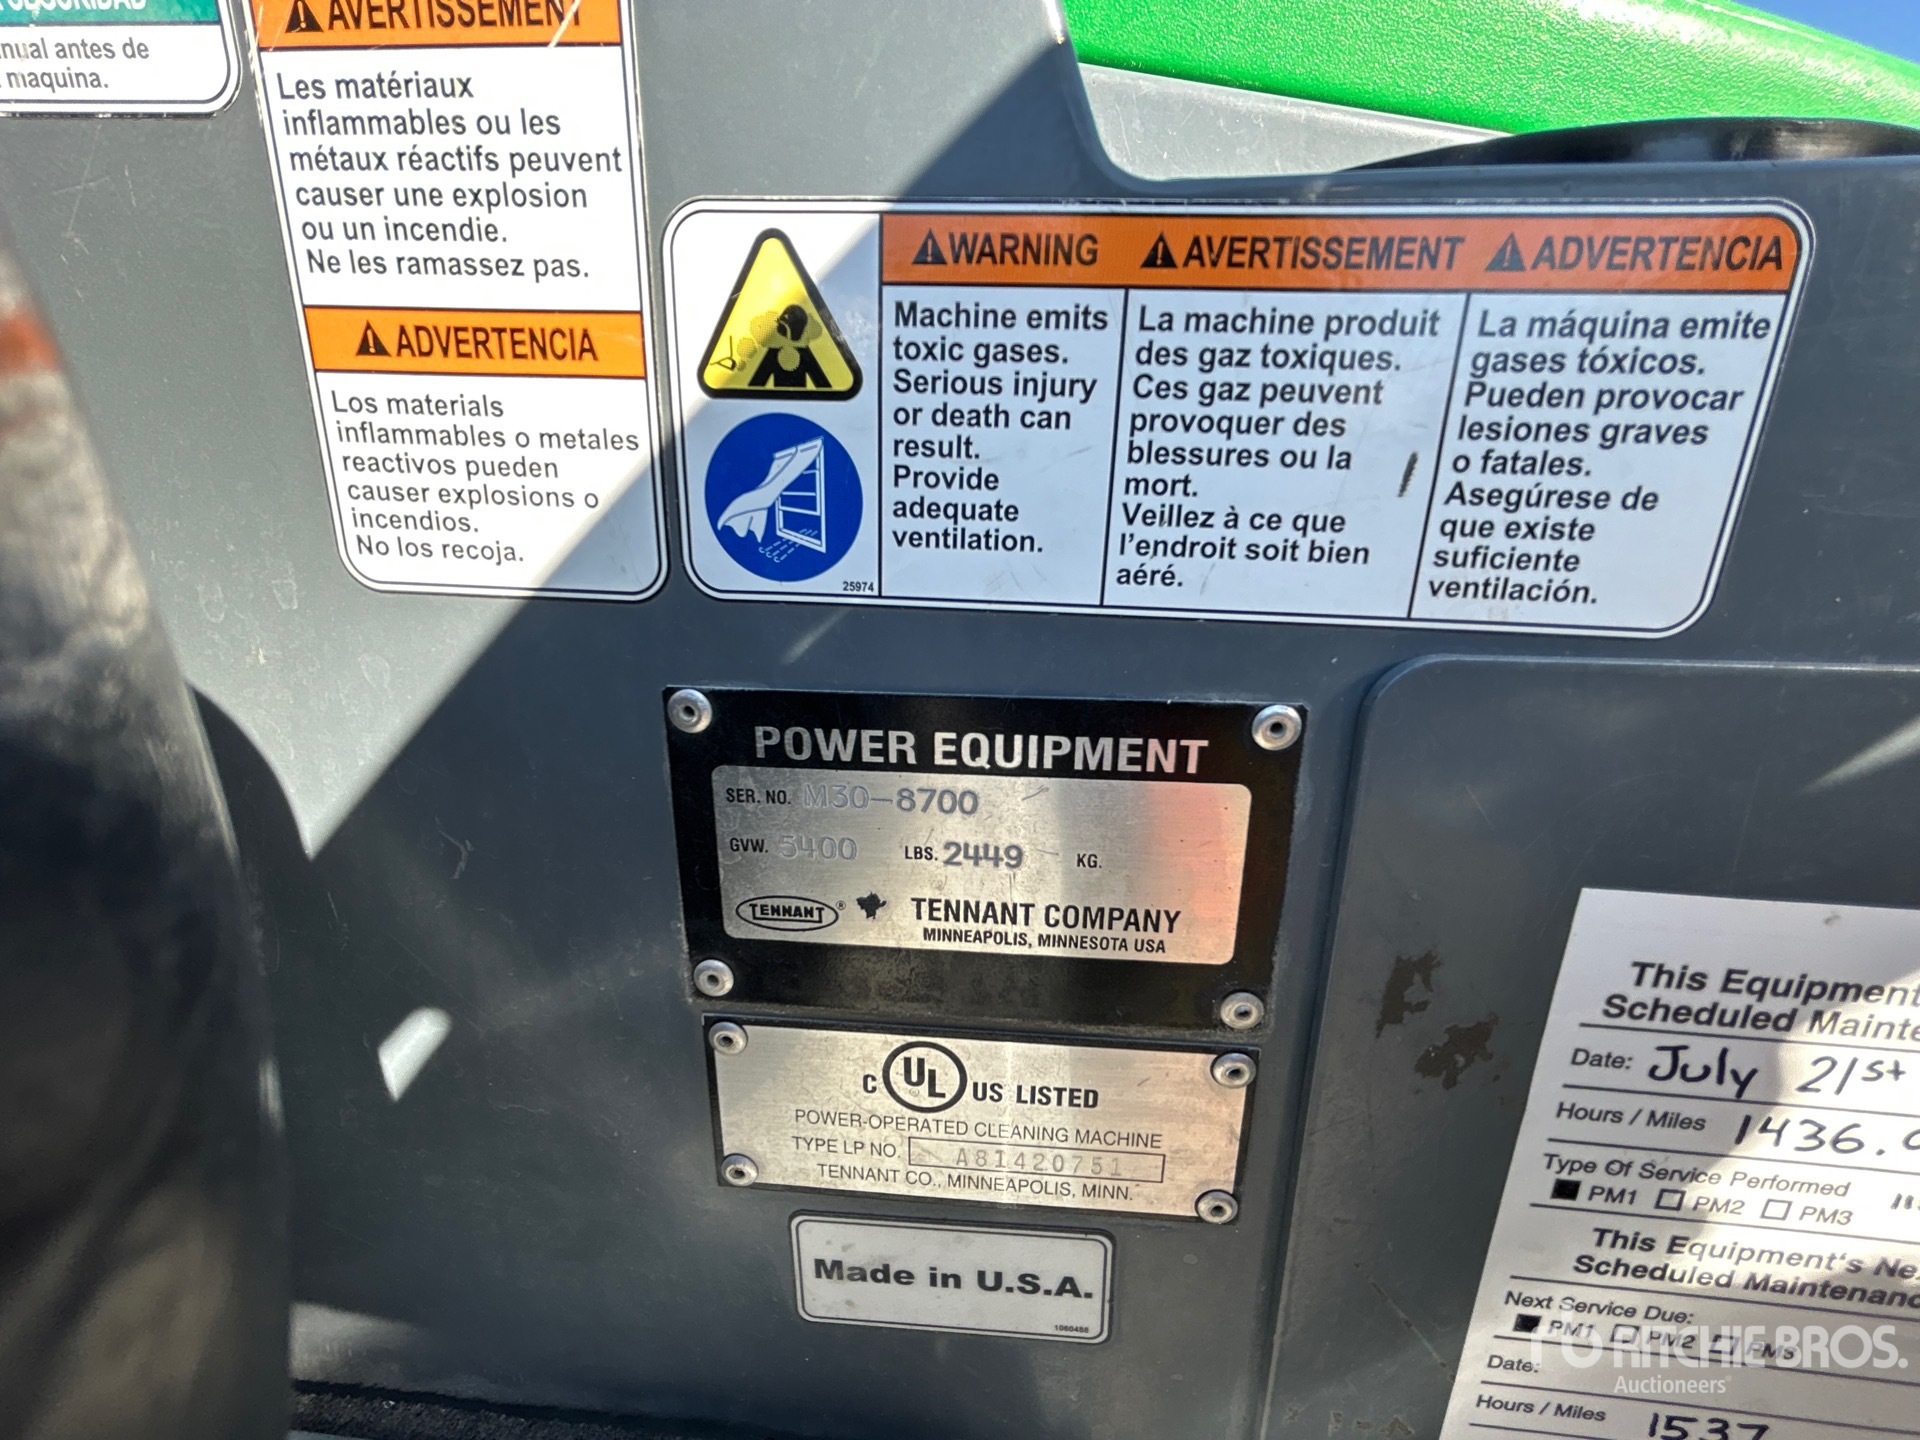 nual antes de
maquina.
AVERTISSEMENT
Les matériaux
inflammables ou les
métaux réactifs peuvent
causer une explosion
ou un incendie.
Ne les ramassez pas.
ADVERTENCIA
Los materials
inflammables o metales
reactivos pueden
causer explosions o
incendios.
No los recoja.
WARNING
Machine emits
toxic gases.
Serious injury
or death can
result.
Provide
adequate
ventilation.
AVERTISSEMENT
La machine produit
des gaz toxiques.
Ces gaz peuvent
provoquer des
blessures ou la
mort.
Veillez à ce que
l'endroit soit bien
aéré.
ADVERTENCIA
La máquina emite
gases tóxicos.
Pueden provocar
lesiones graves
o fatales.
Asegúrese de
que existe
suficiente
ventilación.
25974
POWER EQUIPMENT
SER. NO. M30-8700
GVW. 5400 LBS. 2449 KG.
TENNANT® TENNANT COMPANY
MINNEAPOLIS, MINNESOTA USA
C UL US LISTED
POWER-OPERATED CLEANING MACHINE
TYPE LP NO. A81420751
TENNANT CO., MINNEAPOLIS, MINN.
Made in U.S.A.
1060486
This Equipment
Scheduled Mainte
Date: July 21st
Hours / Miles 1436.
Type Of Service Performed
PM1 PM2 PM3
This Equipment's Ne
Scheduled Maintenanc
Next Service Due:
PM1 PM2 PM3
Date:
Hours / Miles 1537
RITCHIE BROS.
Auctioneers